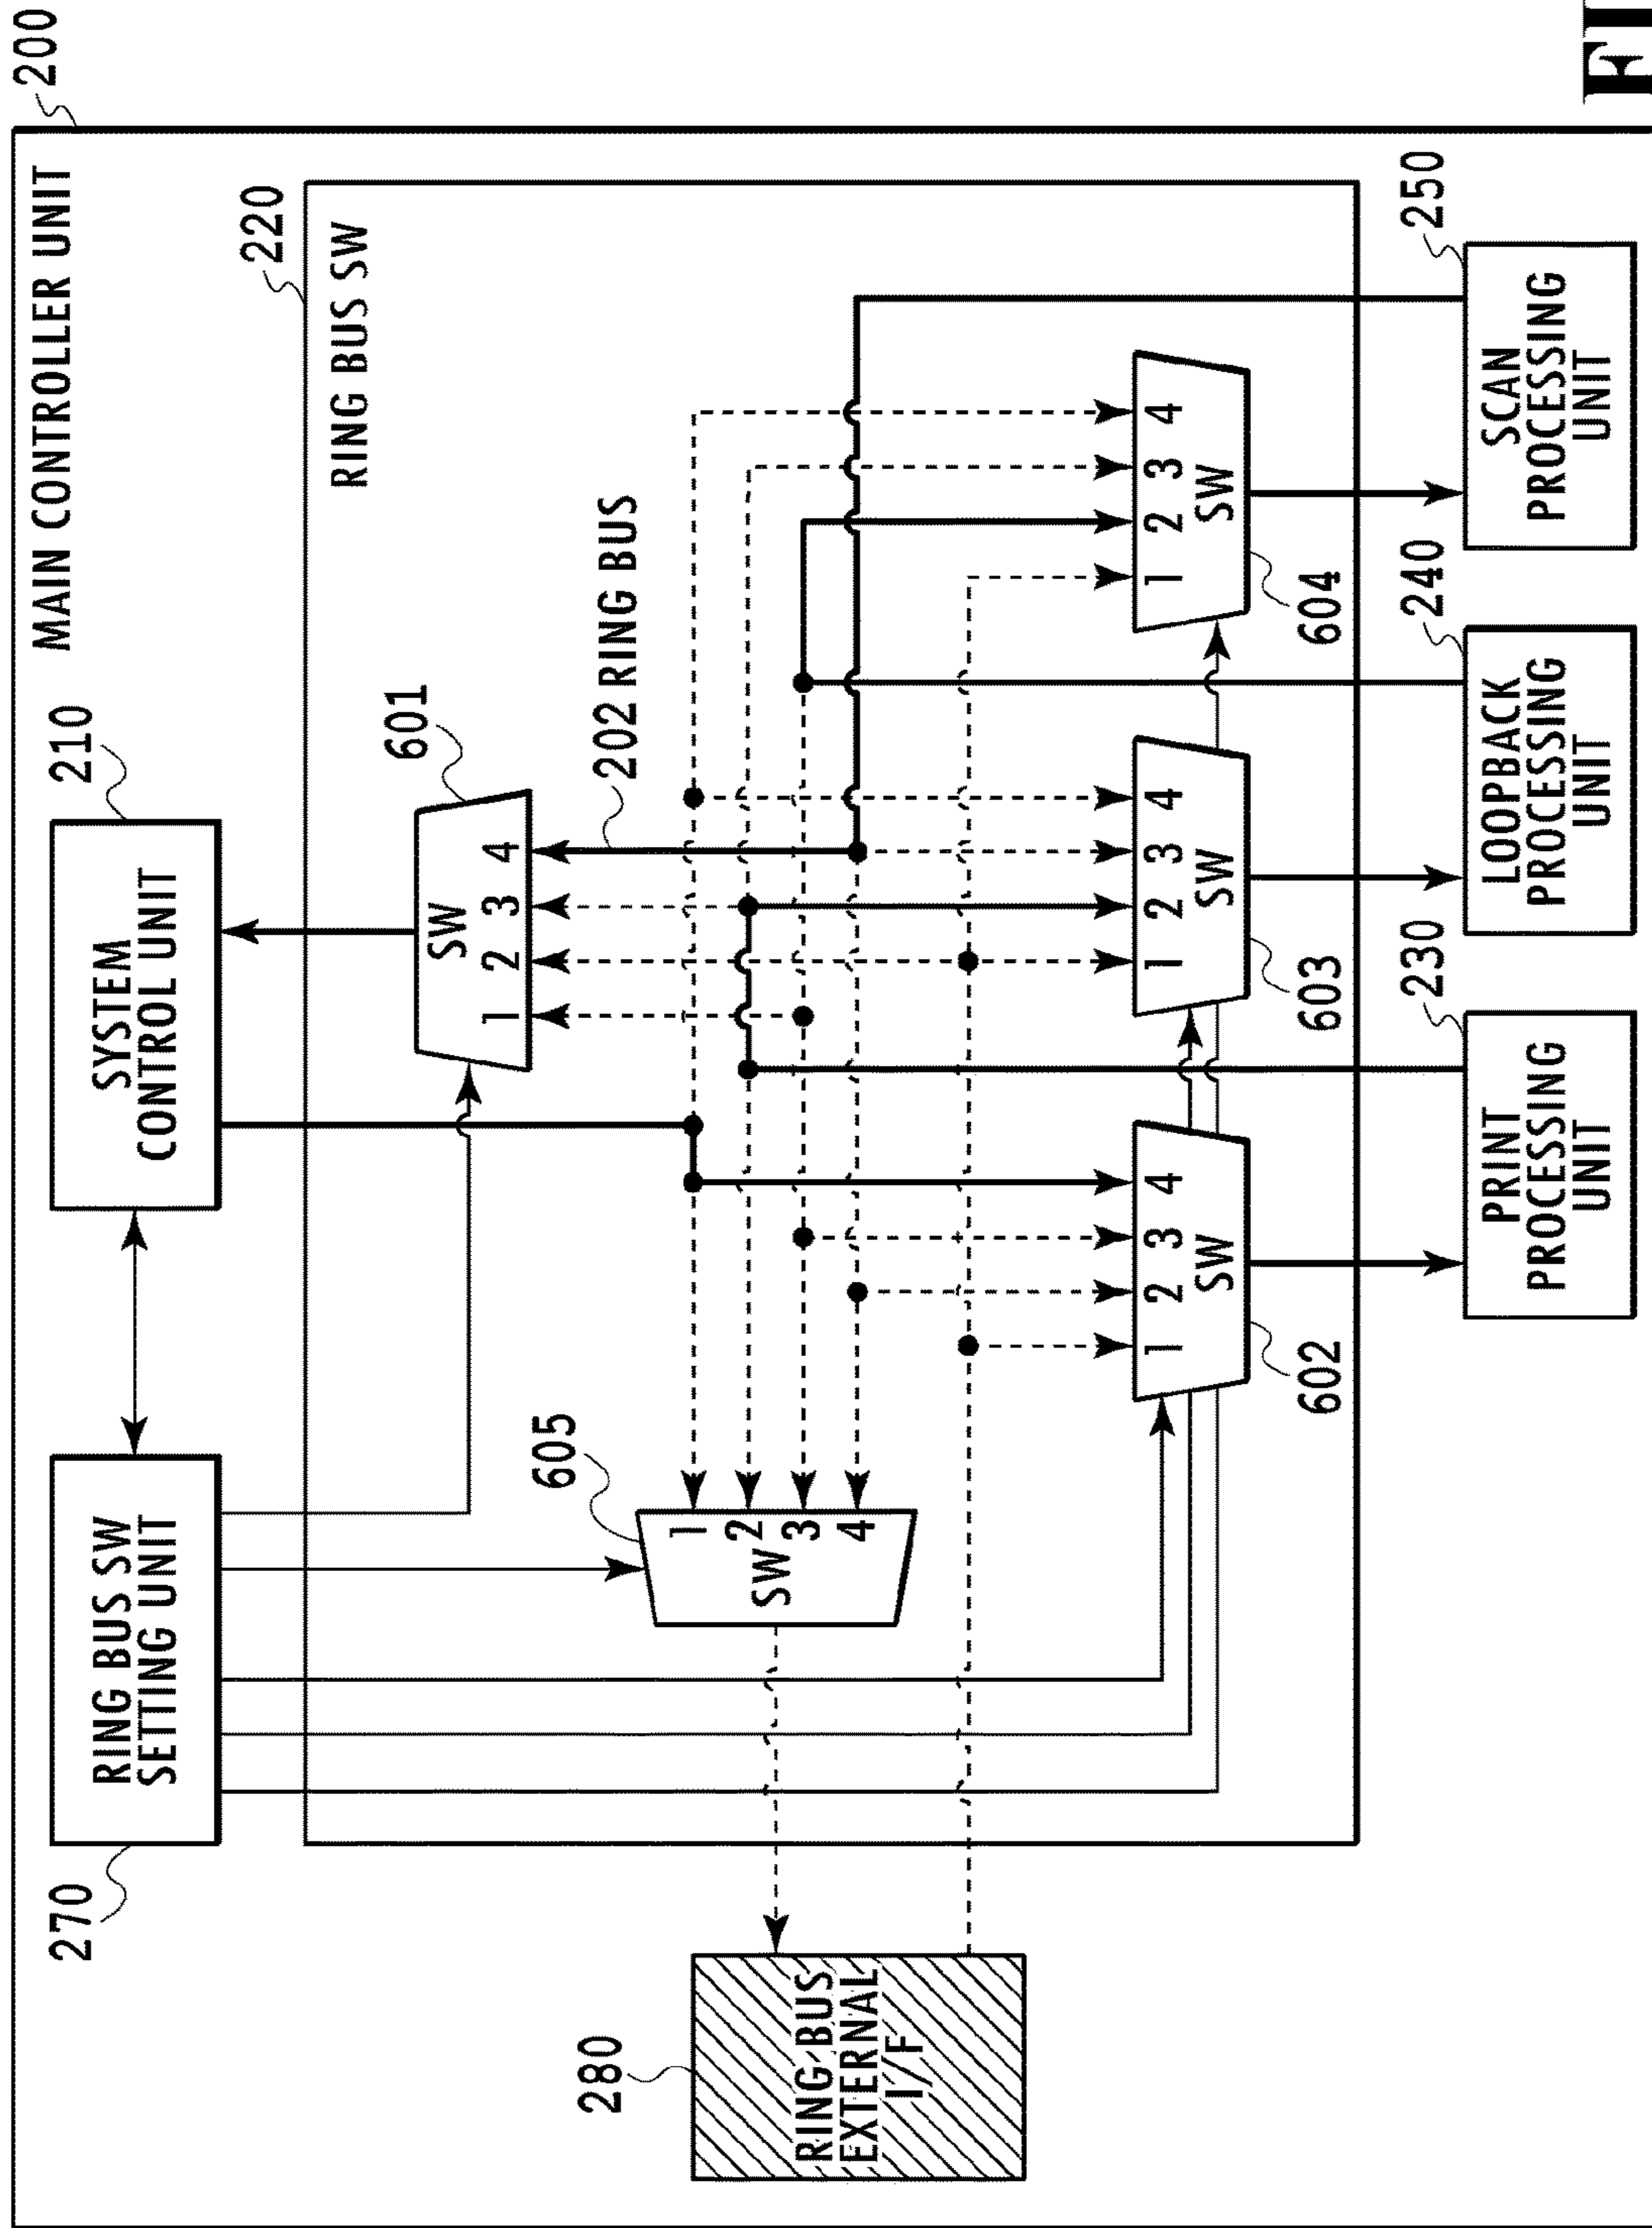 200
MAIN CONTROLLER UNIT
270
RING BUS SW
SETTING UNIT
210
SYSTEM
CONTROL UNIT
220
RING BUS SW
601
SW
1 2 3 4
202 RING BUS
605
1
2
3
4
SW
280
RING BUS
EXTERNAL
I/F
1 2 3 4
SW
602
1 2 3 4
SW
603
1 2 3 4
SW
604
230
PRINT
PROCESSING
UNIT
240
LOOPBACK
PROCESSING
UNIT
250
SCAN
PROCESSING
UNIT